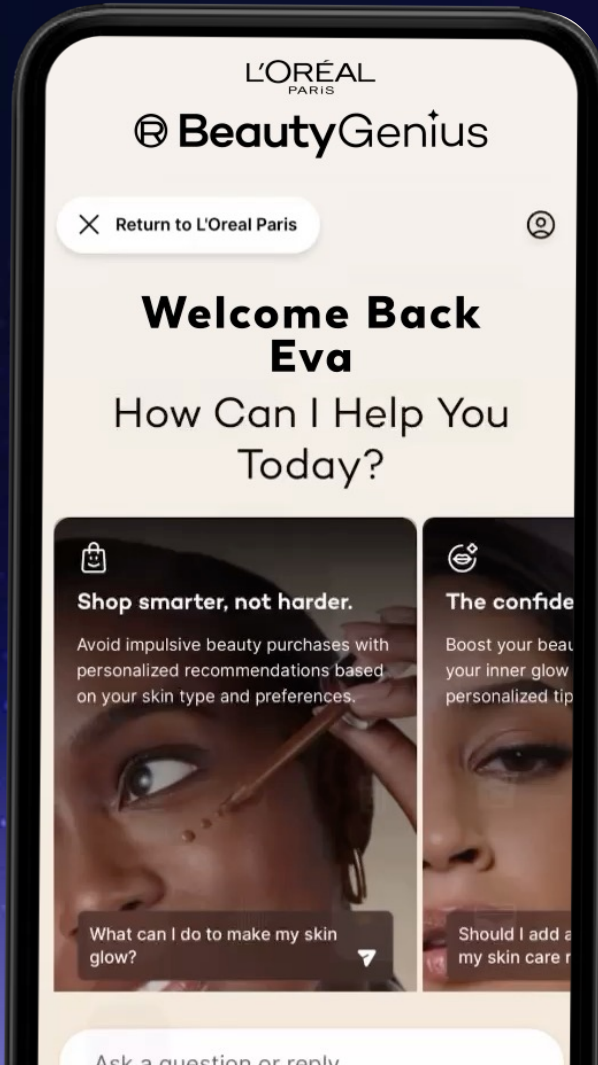 L'ORÉAL
PARIS
BeautyGenius
Return to L'Oreal Paris
Welcome Back
Eva
How Can I Help You
Today?
Shop smarter, not harder.
Avoid impulsive beauty purchases with
personalized recommendations based
on your skin type and preferences.
What can I do to make my skin
glow?
The confide
Boost your beau
your inner glow
personalized tip
Should I add a
my skin care r
Ask a question or reply